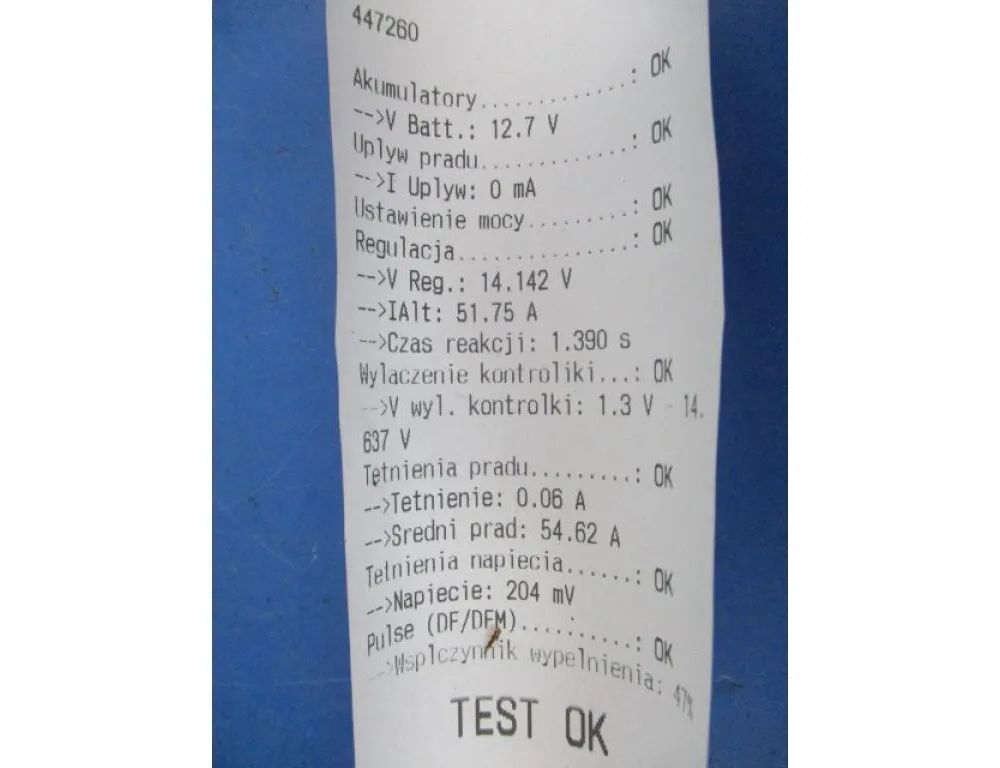 447260
Akumulatory..............: OK
-->V Batt.: 12.7 V
Uplyw pradu..............: OK
-->I Uplyw: 0 mA
Ustawienie mocy.........: OK
Regulacja...............: OK
-->V Reg.: 14.142 V
-->IAlt: 51.75 A
-->Czas reakcji: 1.390 s
Wylaczenie kontroliki...: OK
-->V wyl. kontrolki: 1.3 V - 14.
637 V
Tetnienia pradu.........: OK
-->Tetnienie: 0.06 A
-->Sredni prad: 54.62 A
Tetnienia napiecia......: OK
-->Napiecie: 204 mV
Pulse (DF/DFM)..........: OK
-->Wsplczynnik wypelnienia: 47%
TEST OK